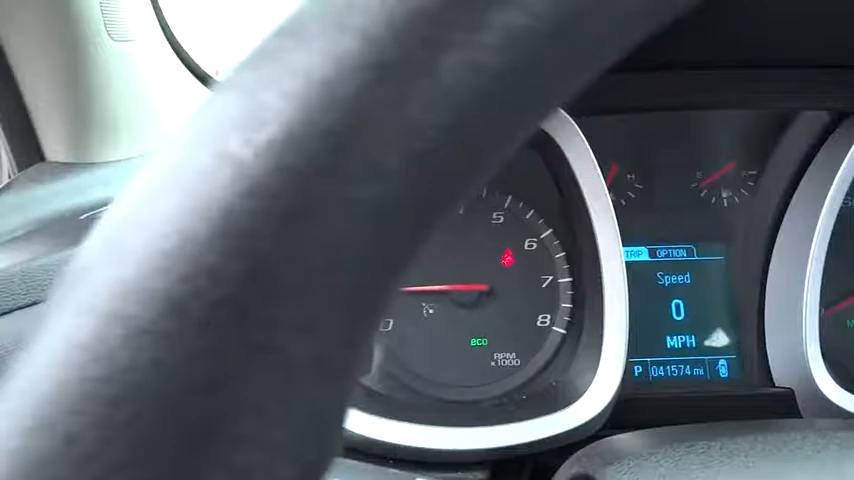 5
6
7
8
0
eco
RPM
x1000
H
E F
TRIP OPTION
Speed
0
MPH
P 041574 mi